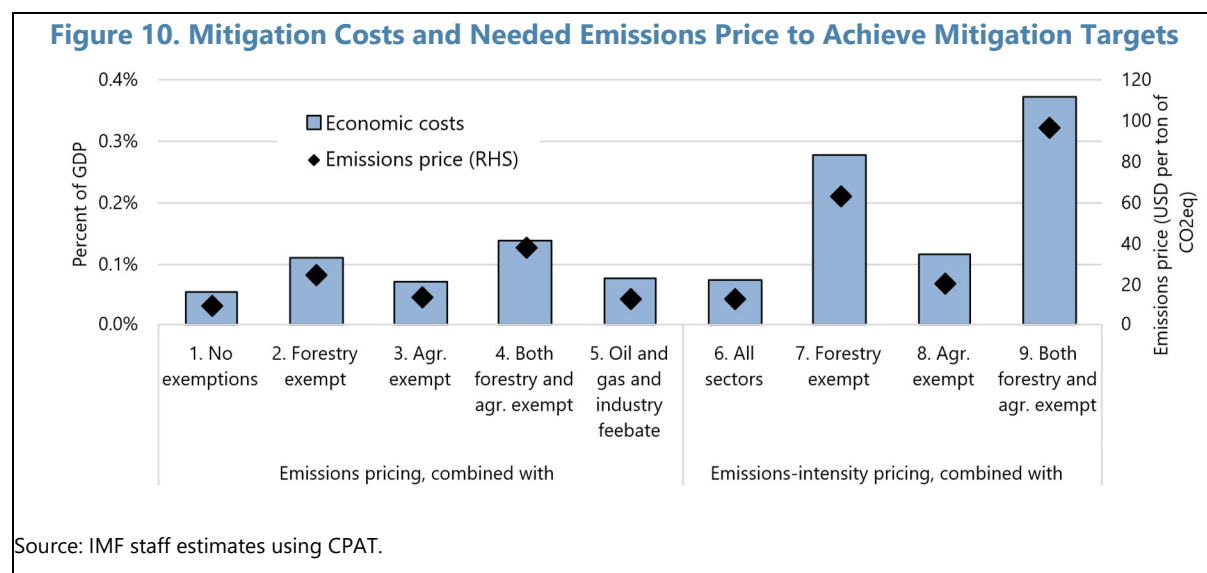 Figure 10. Mitigation Costs and Needed Emissions Price to Achieve Mitigation Targets
Percent of GDP
0.4%
0.3%
0.2%
0.1%
0.0%
Economic costs
Emissions price (RHS)
120
100
80
60
40
20
0
Emissions price (USD per ton of
CO2eq)
1. No
exemptions
2. Forestry
exempt
3. Agr.
exempt
4. Both
forestry and
agr. exempt
5. Oil and
gas and
industry
feebate
6. All
sectors
7. Forestry
exempt
8. Agr.
exempt
9. Both
forestry and
agr. exempt
Emissions pricing, combined with
Emissions-intensity pricing, combined with
Source: IMF staff estimates using CPAT.